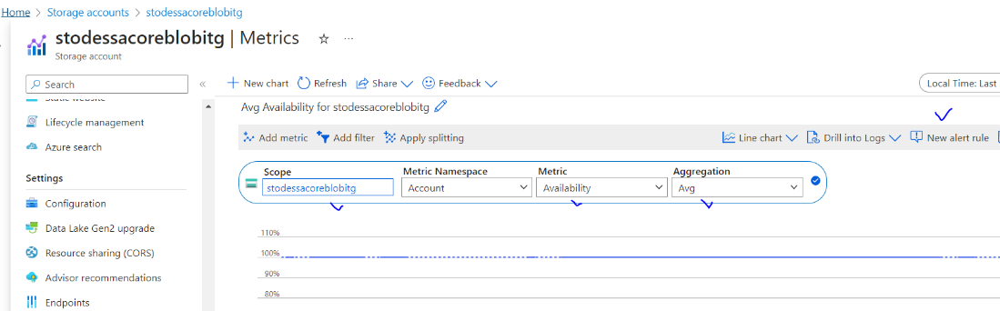 Home > Storage accounts > stodessacoreblobitg
stodessacoreblobitg | Metrics ☆ ...
Storage account
Search «
New chart Refresh Share Feedback Local Time: Last
Static website
Lifecycle management
Azure search
Settings
Configuration
Data Lake Gen2 upgrade
Resource sharing (CORS)
Advisor recommendations
Endpoints
Avg Availability for stodessacoreblobitg
Add metric Add filter Apply splitting Line chart Drill into Logs New alert rule
Scope Metric Namespace Metric Aggregation
stodessacoreblobitg Account Availability Avg
110%
100%
90%
80%